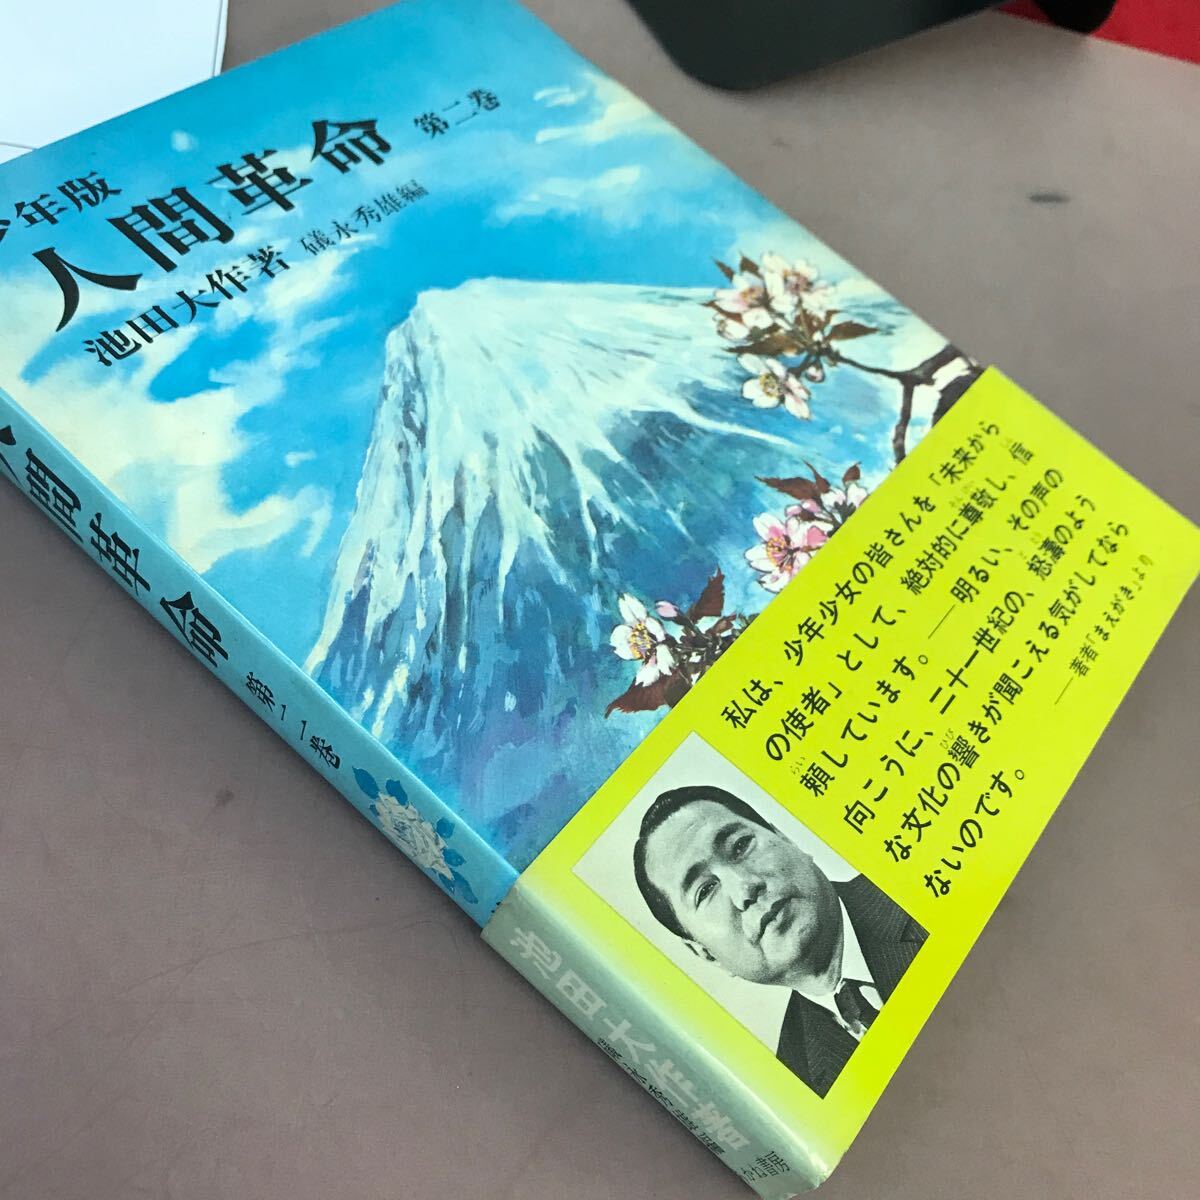 少年版
人間革命 第二巻
池田大作著 礒永秀雄編
人間革命 第二巻
私は、少年少女の皆さんを「未来から
の使者」として、絶対的に尊敬し、信
頼しています。――明るい、その声の
向こうに、二十一世紀の、怒濤のよう
な文化の響きが聞こえる気がしてなら
ないのです。
――著者「まえがき」より
池田大作著
礒永秀雄編